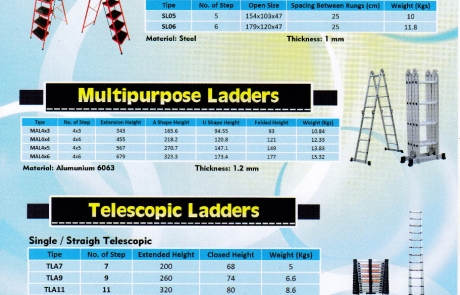 Tipe No. of Step Open Size Spacing Between Rungs (cm) Weight (Kgs)
SL05 5 154x103x47 25 10
SL06 6 179x120x47 25 11.8
Material: Steel Thickness: 1 mm
Multipurpose Ladders
Tipe No. of Step Extension Height A Shape Height U Shape Height Folded Height Weight (Kgs)
MAL4x3 4x3 343 165.6 94.55 93 10.84
MAL4x4 4x4 455 218.2 120.8 121 12.33
MAL4x5 4x5 567 270.7 147.1 149 13.83
MAL4x6 4x6 679 323.3 173.4 177 15.32
Material: Alumunium 6063 Thickness: 1.2 mm
Telescopic Ladders
Single / Straigh Telescopic
Tipe No. of Step Extended Height Closed Height Weight (Kgs)
TLA7 7 200 68 5
TLA9 9 260 74 6.6
TLA11 11 320 80 8.6